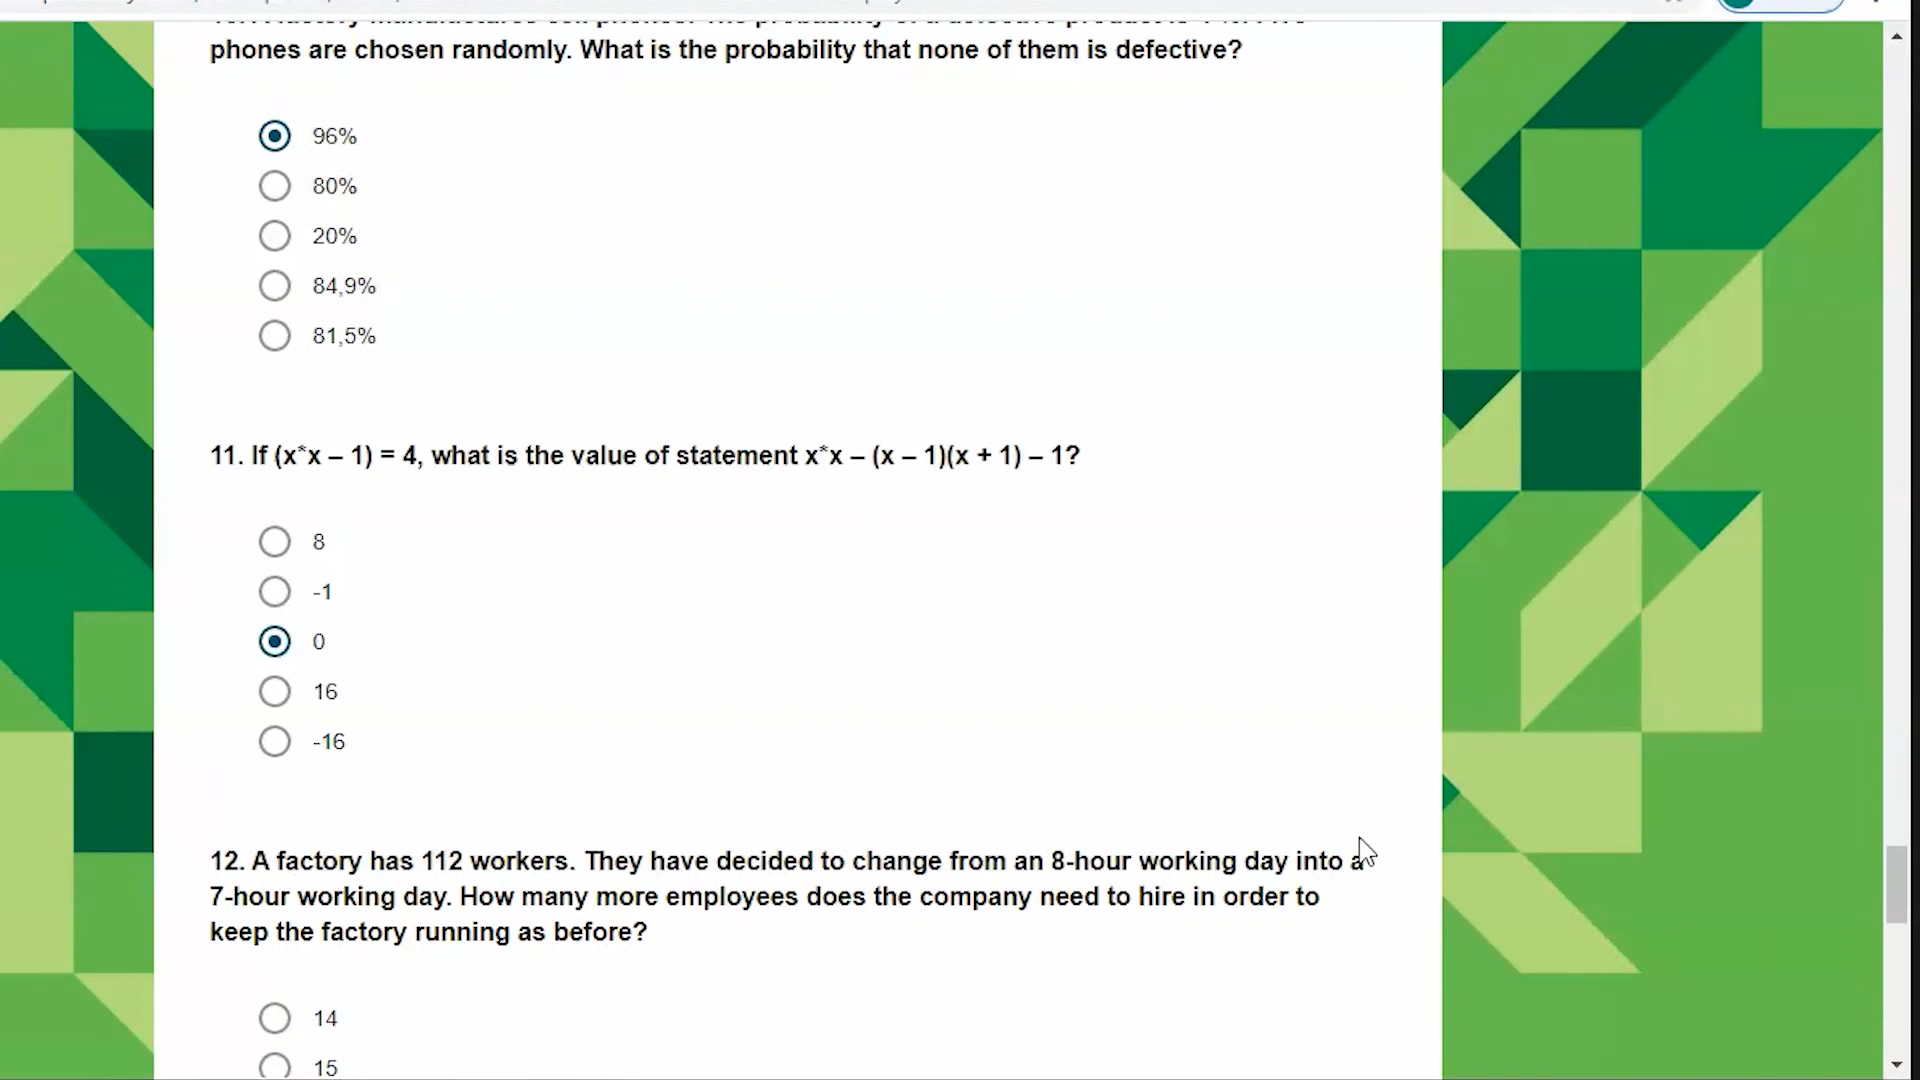 phones are chosen randomly. What is the probability that none of them is defective?
96%
80%
20%
84,9%
81,5%
11. If (x*x – 1) = 4, what is the value of statement x*x – (x – 1)(x + 1) – 1?
8
-1
0
16
-16
12. A factory has 112 workers. They have decided to change from an 8-hour working day into a
7-hour working day. How many more employees does the company need to hire in order to
keep the factory running as before?
14
15